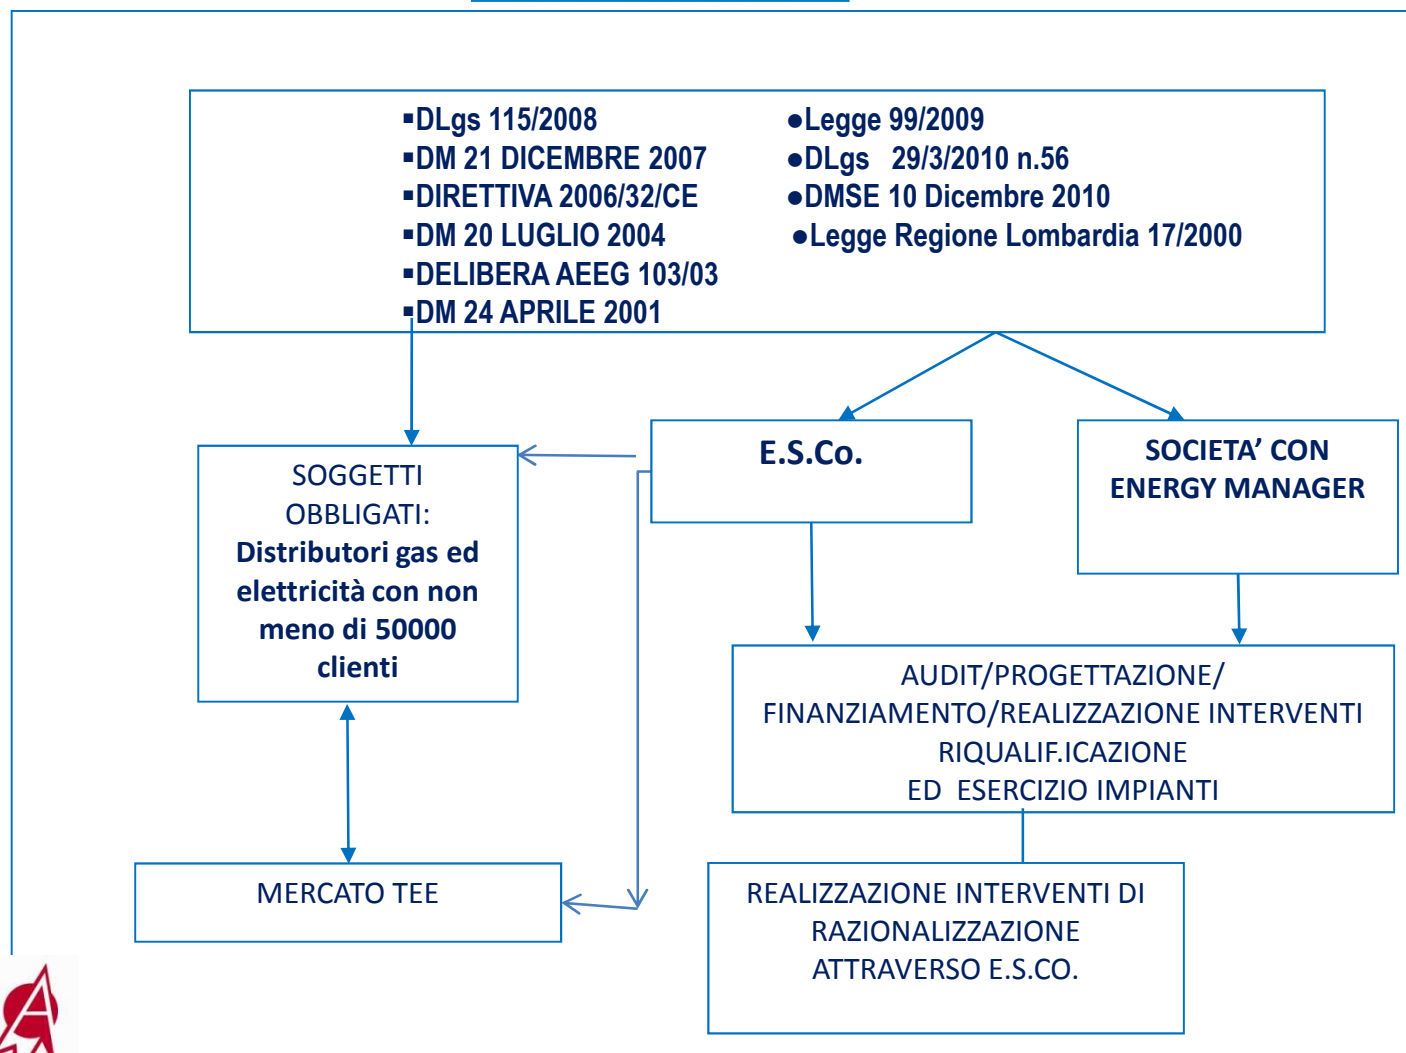 ▪DLgs 115/2008
▪DM 21 DICEMBRE 2007
▪DIRETTIVA 2006/32/CE
▪DM 20 LUGLIO 2004
▪DELIBERA AEEG 103/03
▪DM 24 APRILE 2001
●Legge 99/2009
●DLgs 29/3/2010 n.56
●DMSE 10 Dicembre 2010
●Legge Regione Lombardia 17/2000
SOGGETTI
OBBLIGATI:
Distributori gas ed
elettricità con non
meno di 50000
clienti
E.S.Co.
SOCIETA’ CON
ENERGY MANAGER
AUDIT/PROGETTAZIONE/
FINANZIAMENTO/REALIZZAZIONE INTERVENTI
RIQUALIF.ICAZIONE
ED ESERCIZIO IMPIANTI
MERCATO TEE
REALIZZAZIONE INTERVENTI DI
RAZIONALIZZAZIONE
ATTRAVERSO E.S.CO.